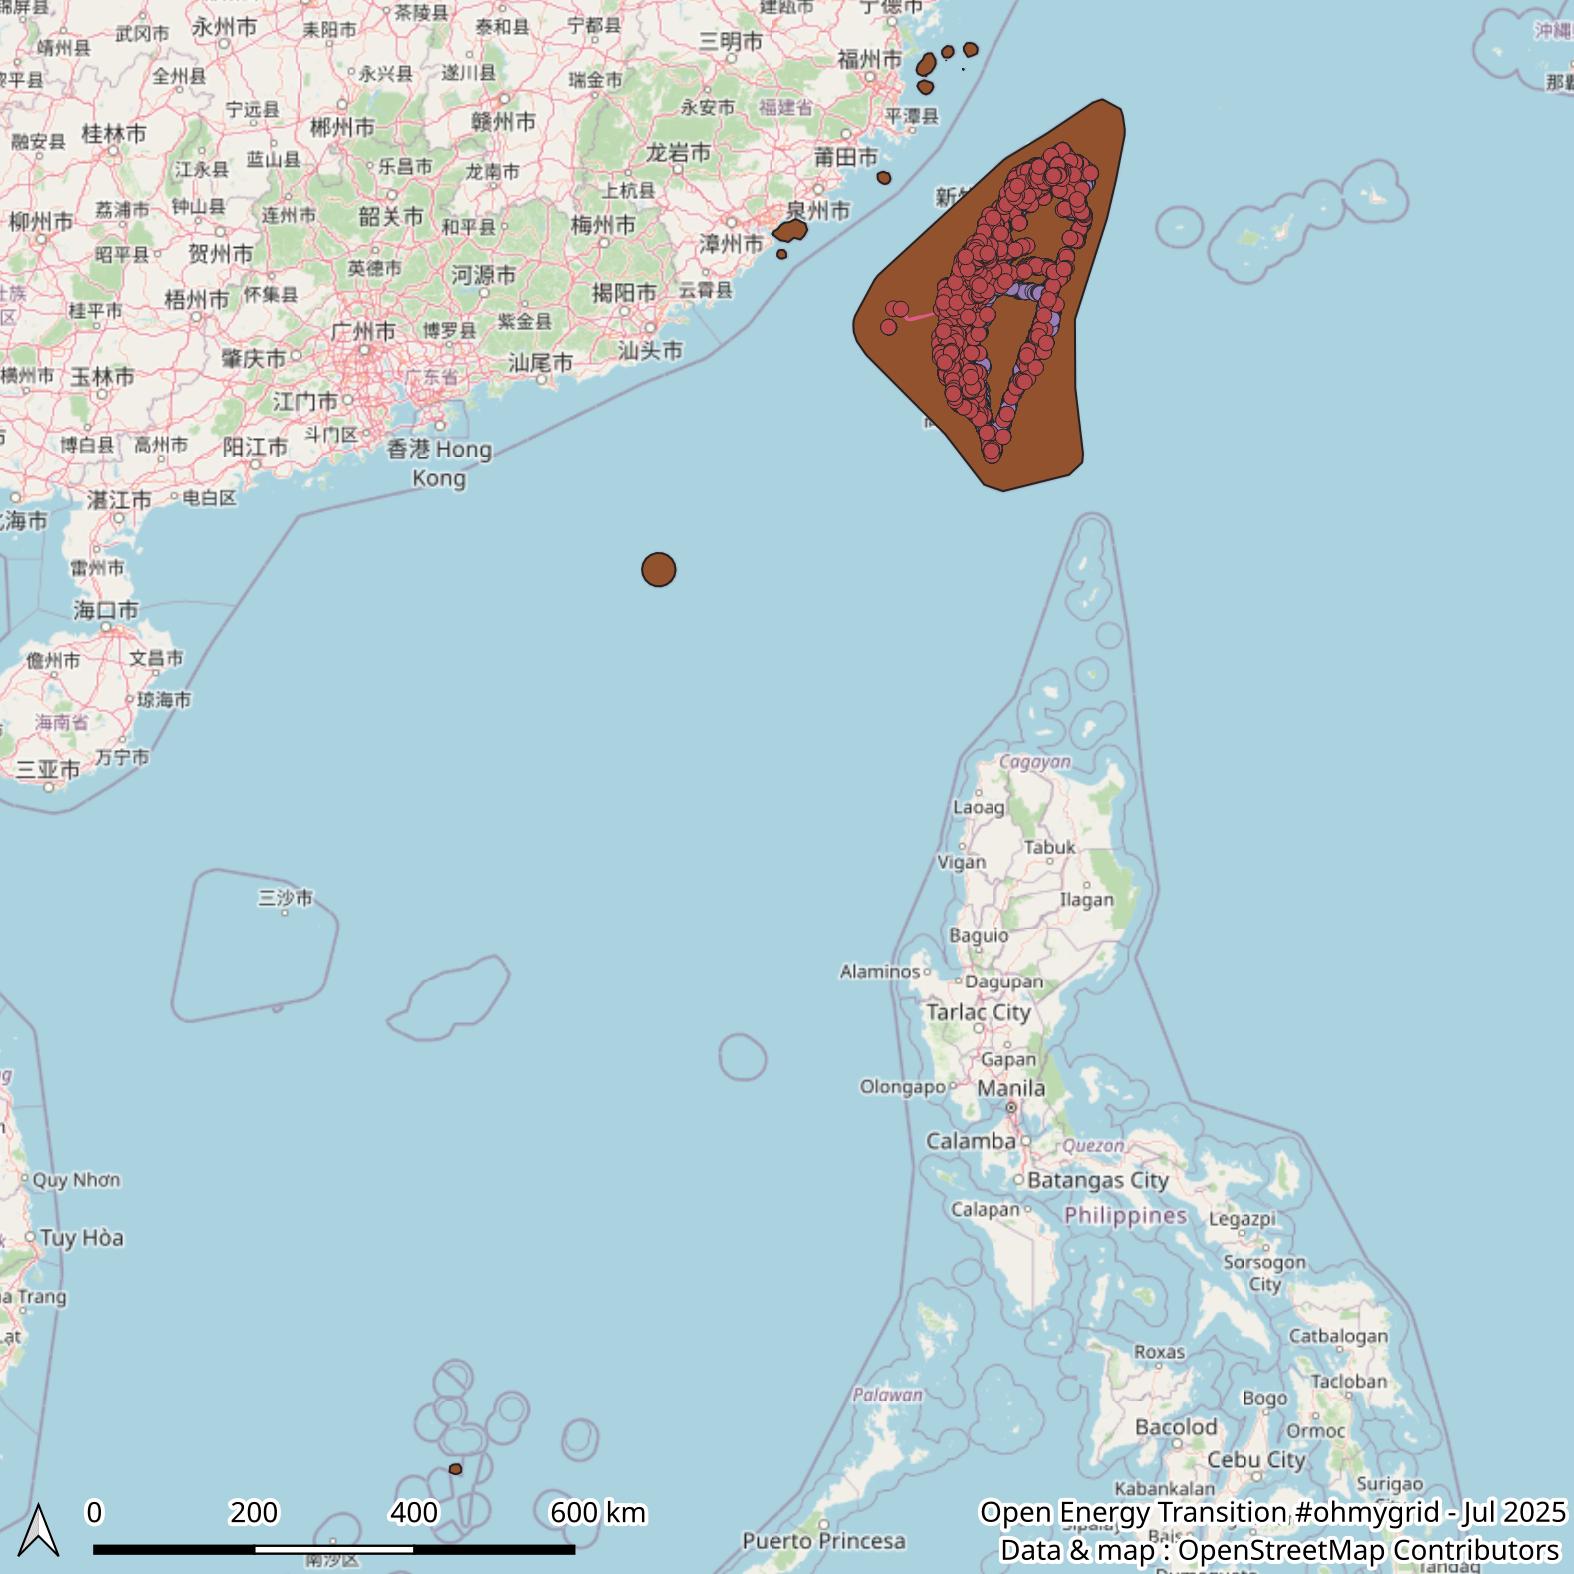 永州市
武冈市
靖州县
茶陵县
耒阳市
泰和县
宁都县
建瓯市
宁德市
三明市
福州市
全州县
永兴县
遂川县
瑞金市
永安市
福建省
平潭县
宁远县
郴州市
赣州市
桂林市
融安县
蓝山县
永江县
乐昌市
龙南市
龙岩市
莆田市
上杭县
柳州市
荔浦市
钟山县
连州市
韶关市
和平县
梅州市
泉州市
漳州市
昭平县
贺州市
英德市
河源市
揭阳市
云霄县
梧州市
怀集县
桂平市
广州市
博罗县
紫金县
汕头市
肇庆市
汕尾市
广东省
横州市
玉林市
江门市
斗门区
博白县
高州市
阳江市
香港 Hong
Kong
湛江市
电白区
北海市
雷州市
海口市
儋州市
文昌市
琼海市
海南省
万宁市
三亚市
三沙市
Cagayan
Laoag
Tabuk
Vigan
Ilagan
Baguio
Alaminos
Dagupan
Tarlac City
Gapan
Olongapo
Manila
Calamba
Quezon
Batangas City
Calapan
Philippines
Legazpi
Sorsogon
City
Quy Nhơn
Tuy Hòa
Trang
Catbalogan
Roxas
Tacloban
Palawan
Bogo
Bacolod
Ormoc
Cebu City
Kabankalan
Surigao
Puerto Princesa
南沙区
0 200 400 600 km
Open Energy Transition #ohmygrid - Jul 2025
Data & map : OpenStreetMap Contributors